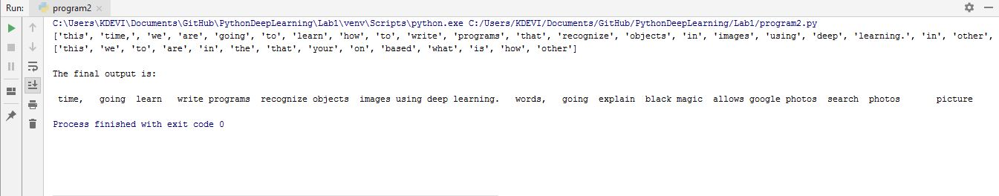 Run: program2
C:\Users\KDEVI\Documents\GitHub\PythonDeepLearning\Lab1\venv\Scripts\python.exe C:/Users/KDEVI/Documents/GitHub/PythonDeepLearning/Lab1/program2.py
['this', 'time,', 'we', 'are', 'going', 'to', 'learn', 'how', 'to', 'write', 'programs', 'that', 'recognize', 'objects', 'in', 'images', 'using', 'deep', 'learning.', 'in', 'other',
['this', 'we', 'to', 'are', 'in', 'the', 'that', 'your', 'on', 'based', 'what', 'is', 'how', 'other']
The final output is:
time,   going  learn   write programs  recognize objects  images using deep learning.   words,   going  explain  black magic  allows google photos  search  photos       picture
Process finished with exit code 0